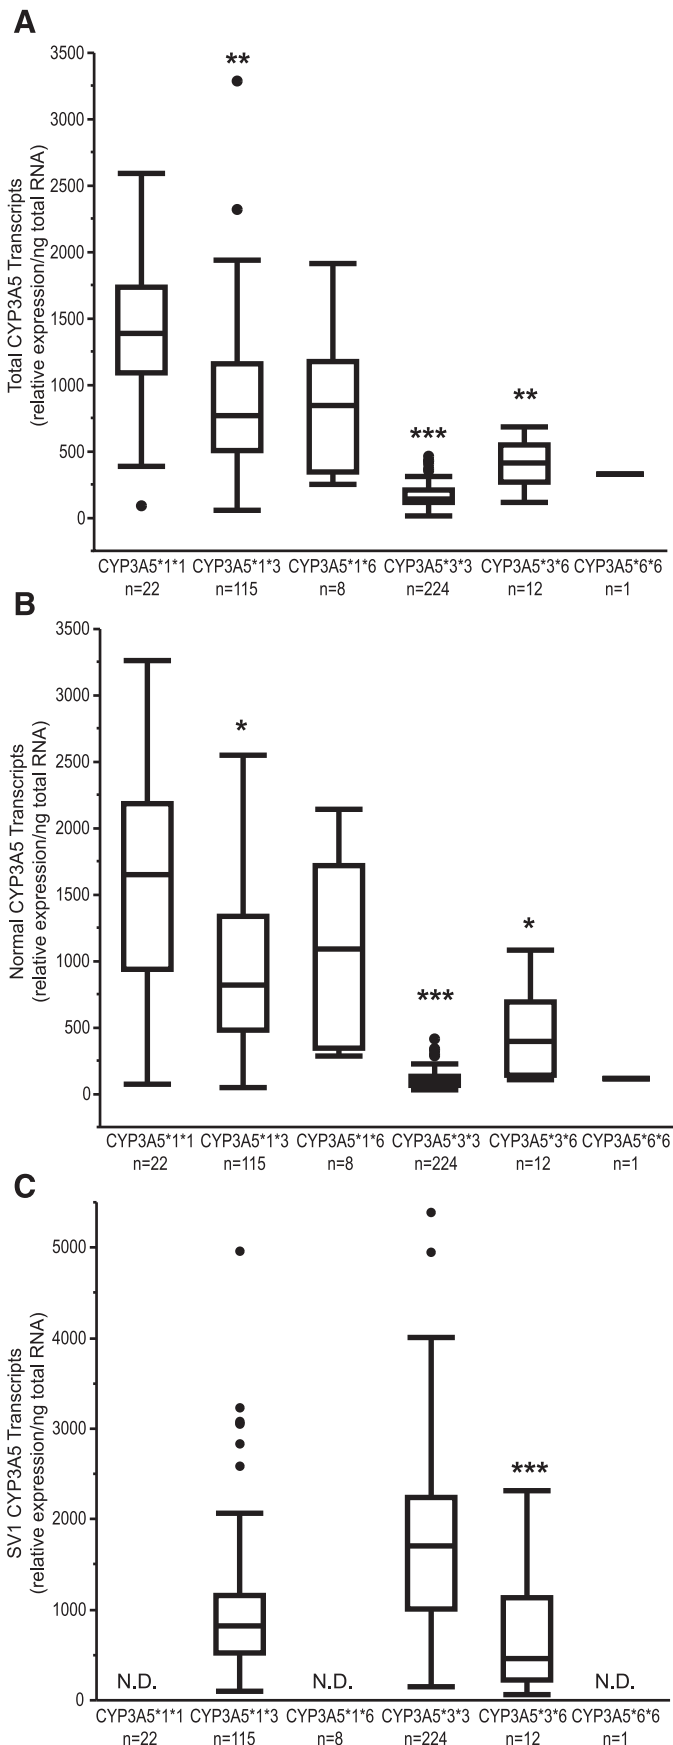 A
**
3500
3000
2500
2000
1500
1000
500
0
Total CYP3A5 Transcripts
(relative expression/ng total RNA)
***
**
CYP3A5*1*1 CYP3A5*1*3 CYP3A5*1*6 CYP3A5*3*3 CYP3A5*3*6 CYP3A5*6*6
n=22 n=115 n=8 n=224 n=12 n=1
B
3500
3000
2500
2000
1500
1000
500
0
Normal CYP3A5 Transcripts
(relative expression/ng total RNA)
*
***
*
CYP3A5*1*1 CYP3A5*1*3 CYP3A5*1*6 CYP3A5*3*3 CYP3A5*3*6 CYP3A5*6*6
n=22 n=115 n=8 n=224 n=12 n=1
C
5000
4000
3000
2000
1000
0
SV1 CYP3A5 Transcripts
(relative expression/ng total RNA)
***
N.D. N.D. N.D.
CYP3A5*1*1 CYP3A5*1*3 CYP3A5*1*6 CYP3A5*3*3 CYP3A5*3*6 CYP3A5*6*6
n=22 n=115 n=8 n=224 n=12 n=1